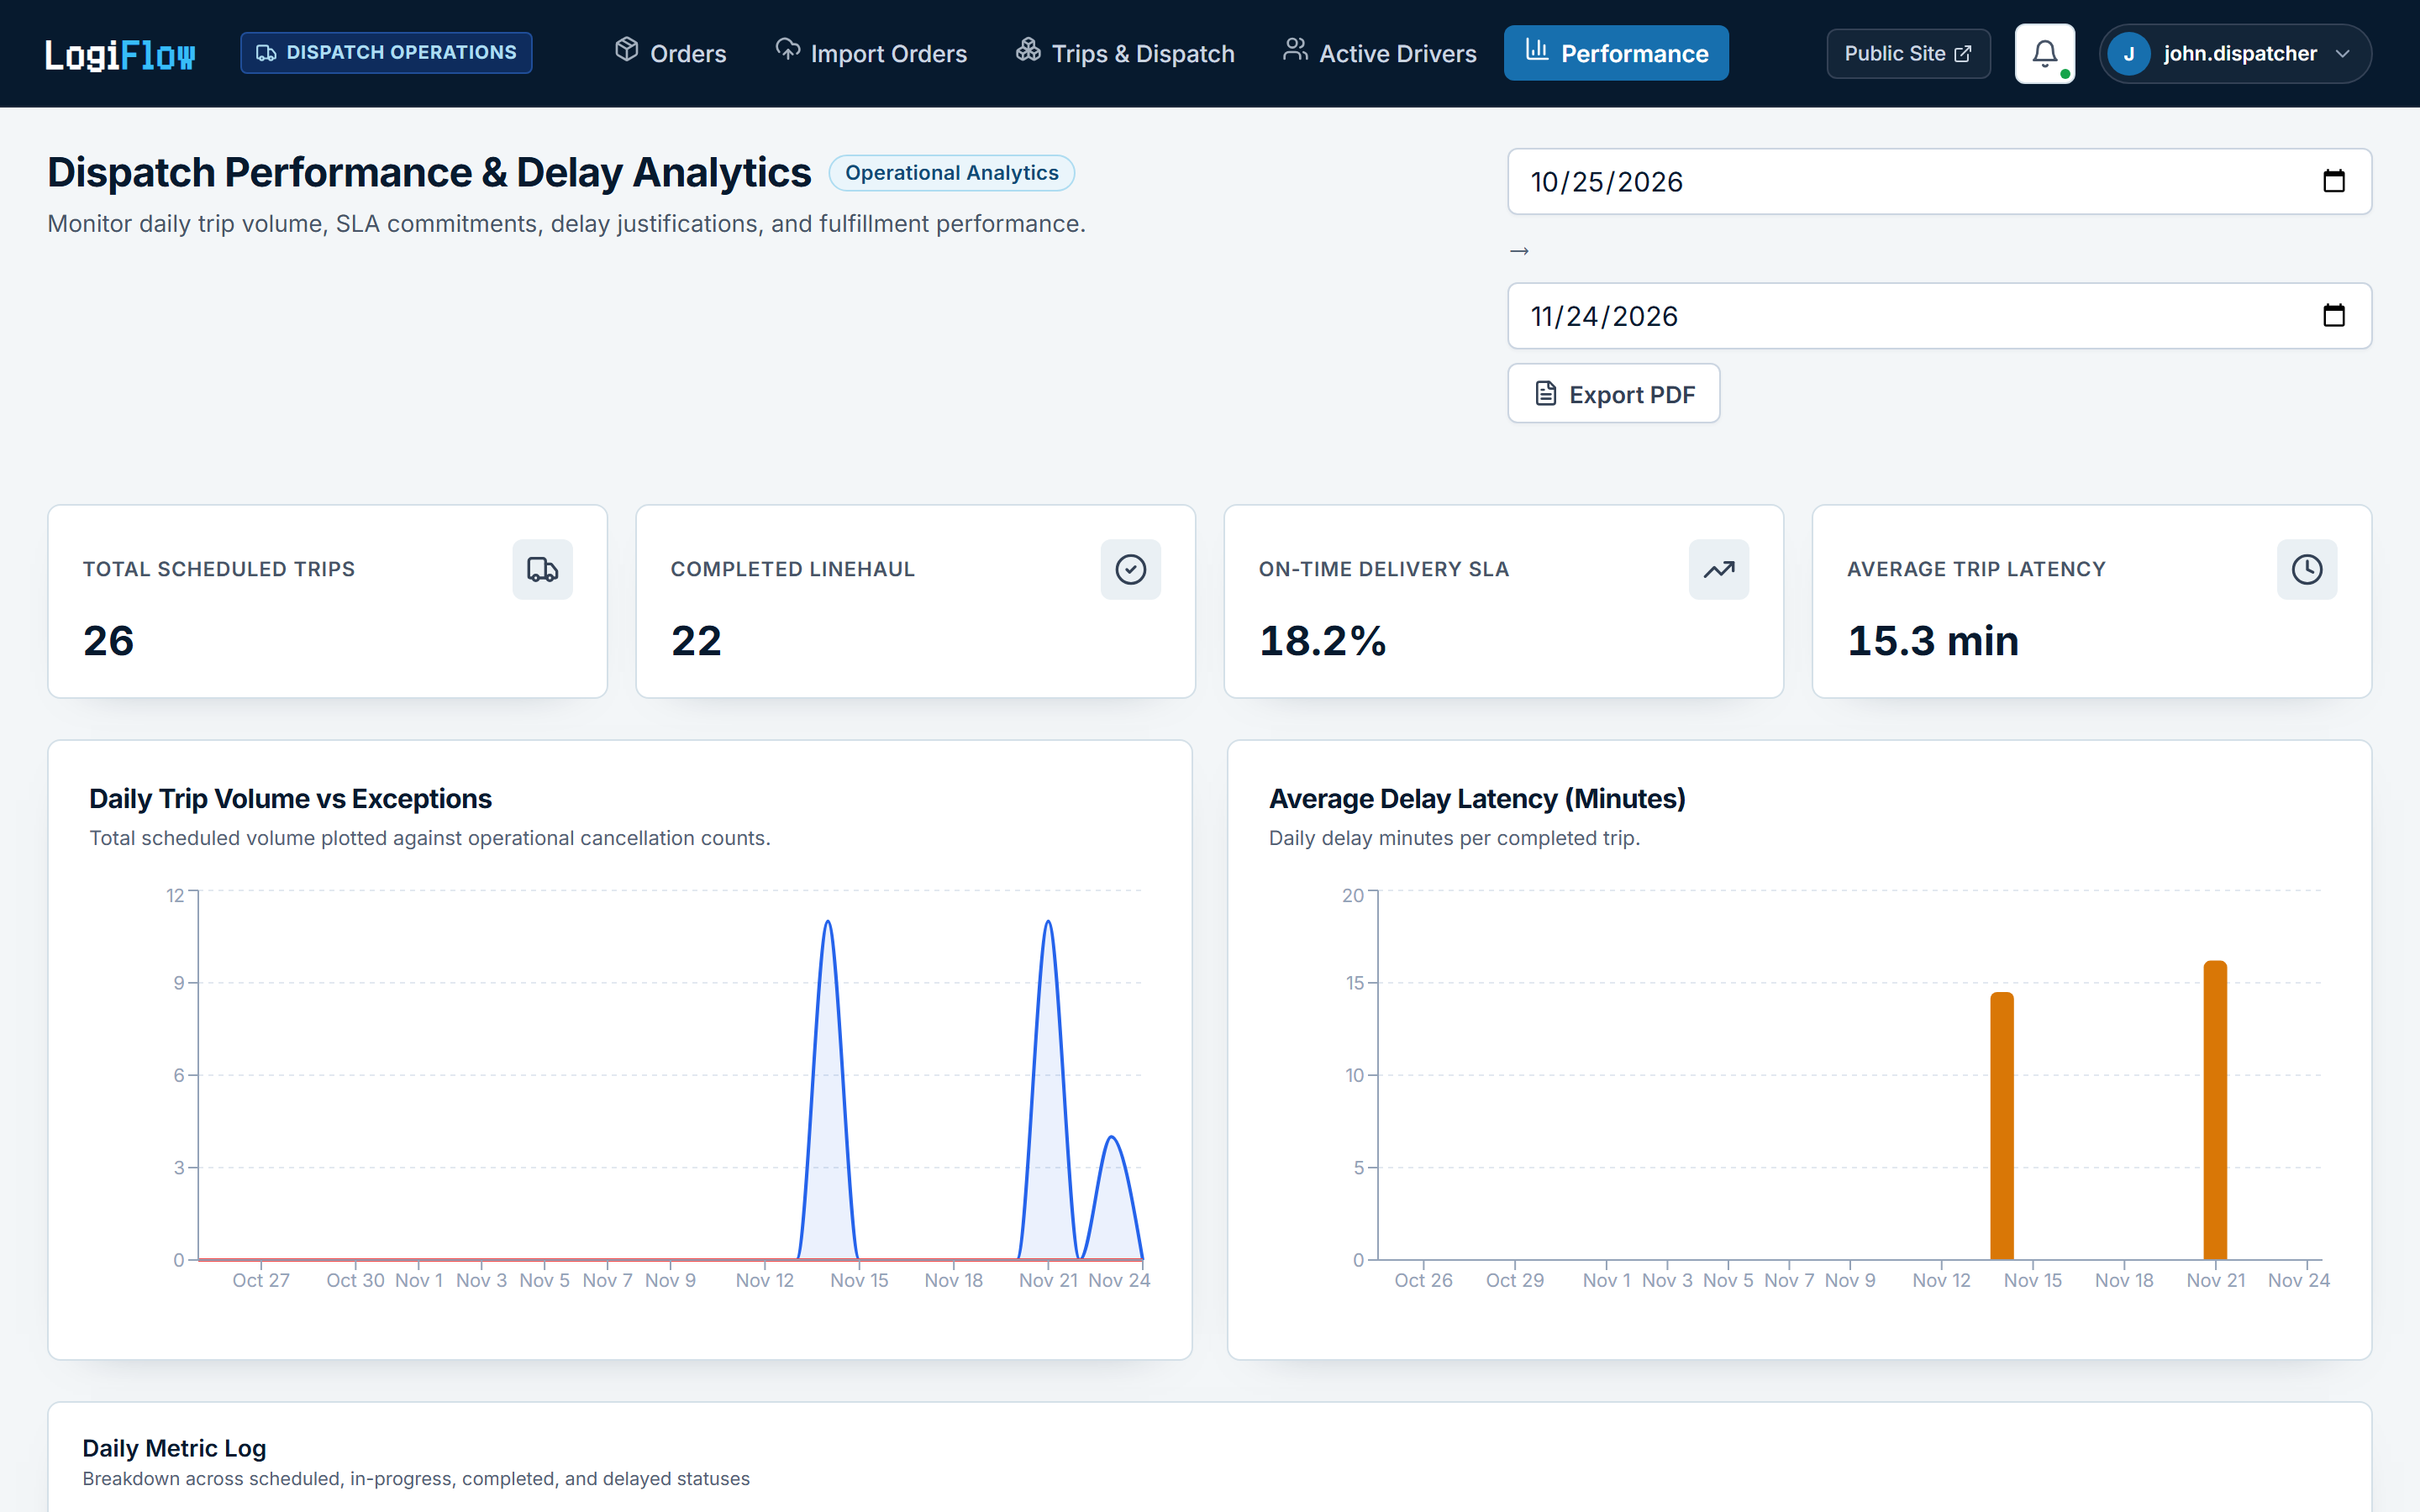 LogiFlow
DISPATCH OPERATIONS
Orders
Import Orders
Trips & Dispatch
Active Drivers
Performance
Public Site
J
john.dispatcher
Dispatch Performance & Delay Analytics
Operational Analytics
Monitor daily trip volume, SLA commitments, delay justifications, and fulfillment performance.
10/25/2026
→
11/24/2026
Export PDF
TOTAL SCHEDULED TRIPS
26
COMPLETED LINEHAUL
22
ON-TIME DELIVERY SLA
18.2%
AVERAGE TRIP LATENCY
15.3 min
Daily Trip Volume vs Exceptions
Total scheduled volume plotted against operational cancellation counts.
12
9
6
3
0
Oct 27 Oct 30 Nov 1 Nov 3 Nov 5 Nov 7 Nov 9 Nov 12 Nov 15 Nov 18 Nov 21 Nov 24
Average Delay Latency (Minutes)
Daily delay minutes per completed trip.
20
15
10
5
0
Oct 26 Oct 29 Nov 1 Nov 3 Nov 5 Nov 7 Nov 9 Nov 12 Nov 15 Nov 18 Nov 21 Nov 24
Daily Metric Log
Breakdown across scheduled, in-progress, completed, and delayed statuses